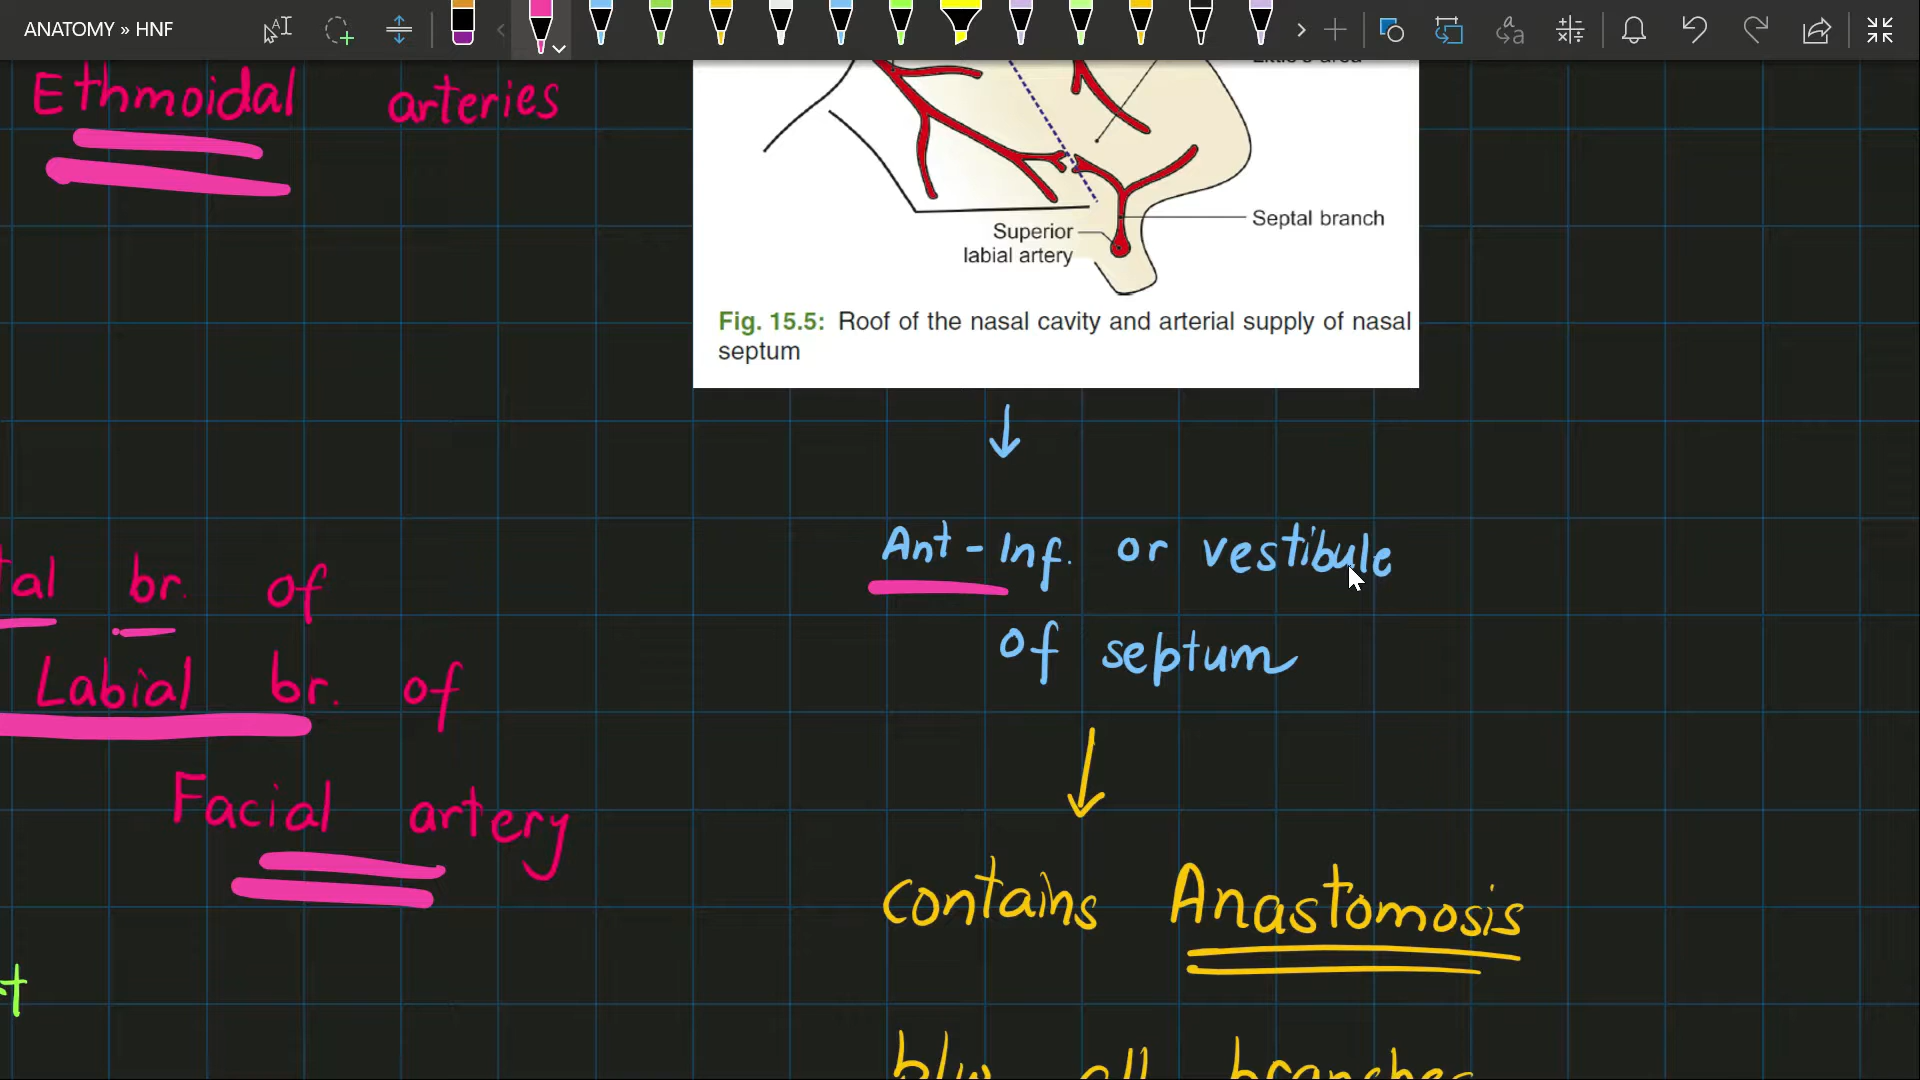 ANATOMY » HNF
Ethmoidal arteries
Septal branch
Superior
labial artery
Fig. 15.5: Roof of the nasal cavity and arterial supply of nasal
septum
Ant - Inf. or vestibule
of septum
br. of
Labial br. of
Facial artery
contains Anastomosis
b/w all branches